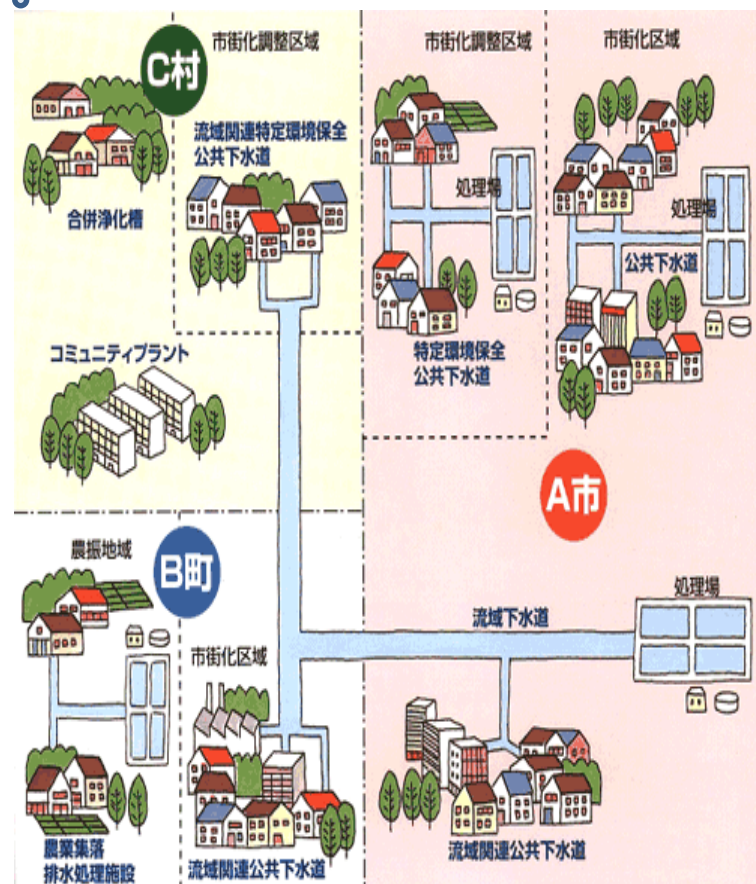 C村
市街化調整区域
流域関連特定環境保全
公共下水道
合併浄化槽
コミュニティプラント
市街化調整区域
処理場
特定環境保全
公共下水道
市街化区域
処理場
公共下水道
A市
農振地域
B町
市街化区域
農業集落
排水処理施設
流域関連公共下水道
流域下水道
処理場
流域関連公共下水道